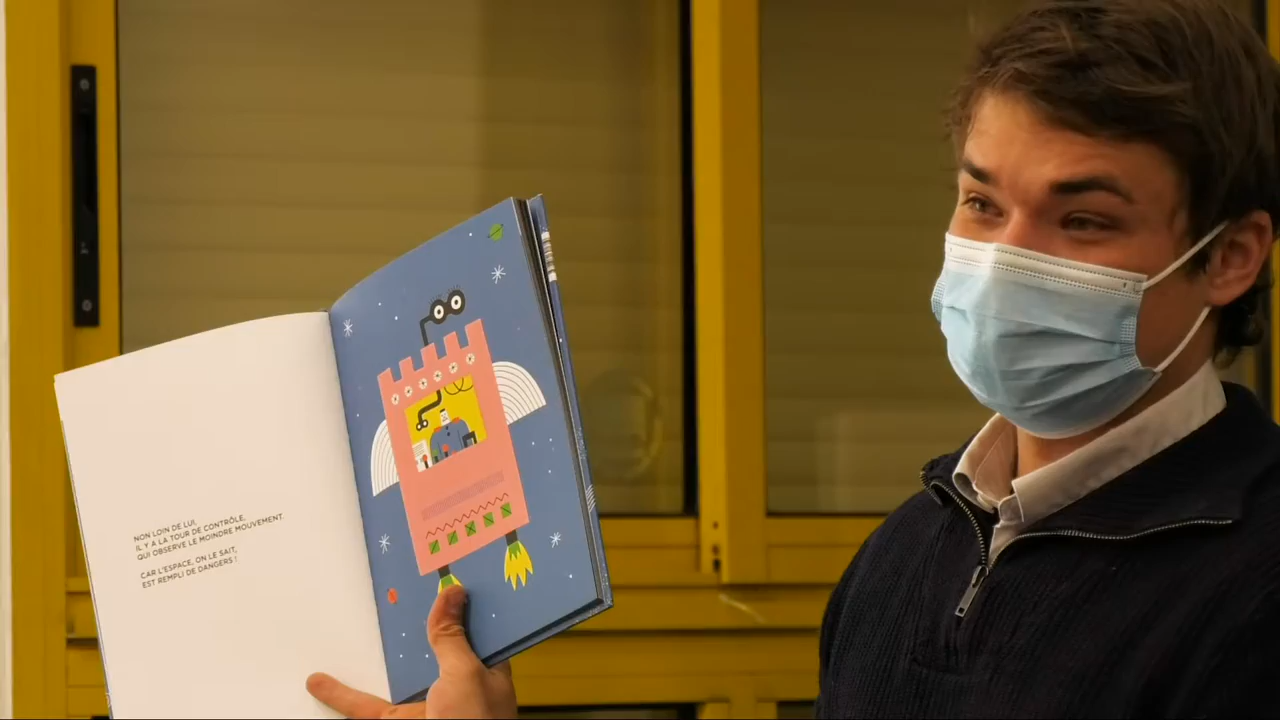 NON LOIN DE LUI,
IL Y A LA TOUR DE CONTRÔLE,
QUI OBSERVE LE MOINDRE MOUVEMENT.
CAR L'ESPACE, ON LE SAIT,
EST REMPLI DE DANGERS !